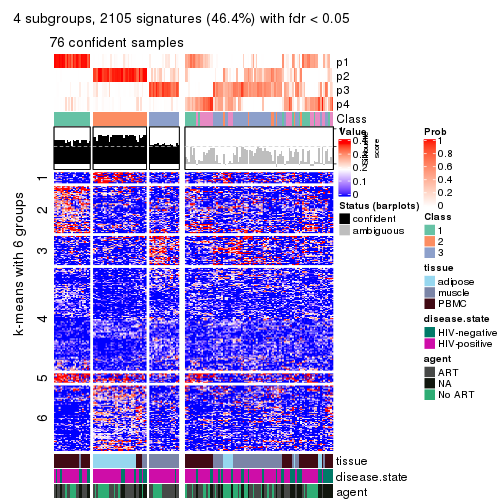 4 subgroups, 2105 signatures (46.4%) with fdr < 0.05
76 confident samples
p1
p2
p3
p4
Class
Silhouette
score
k-means with 6 groups
1
2
3
4
5
6
tissue
disease.state
agent
Value
0.4
0.3
0.2
0.1
0
Status (barplots)
confident
ambiguous
Prob
1
0.8
0.6
0.4
0.2
0
Class
1
2
3
tissue
adipose
muscle
PBMC
disease.state
HIV-negative
HIV-positive
agent
ART
NA
No ART